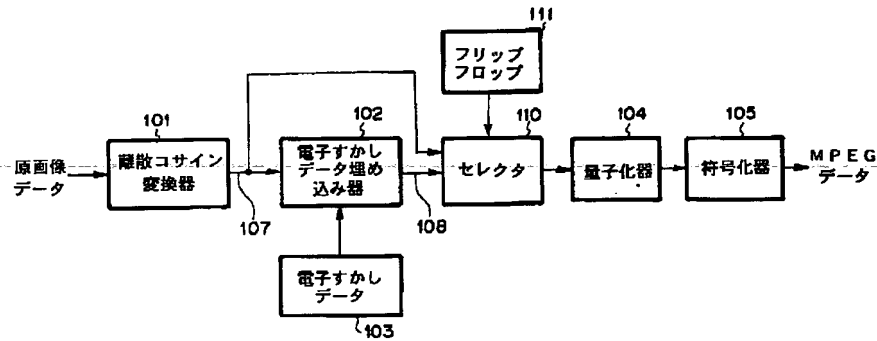 111
フリップ
フロップ
101
102
110
104
105
原画像
データ
離散コサイン
変換器
電子すかし
データ埋め
込み器
セレクタ
量子化器
符号化器
MPEG
データ
107
108
電子すかし
データ
103